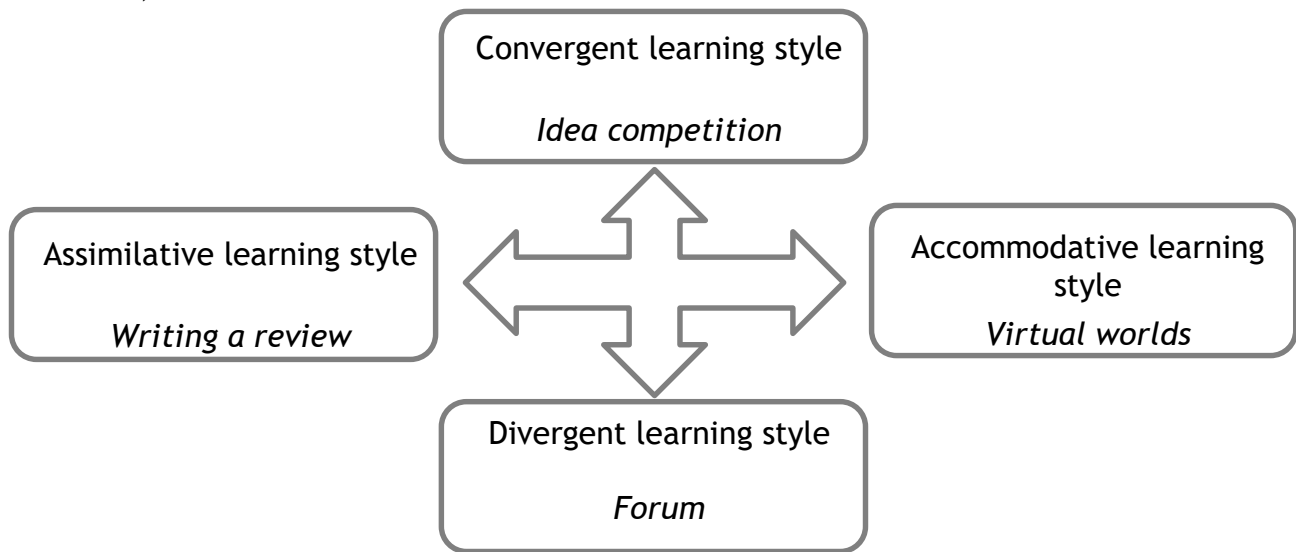 Convergent learning style
Idea competition
Assimilative learning style
Writing a review
Accommodative learning
style
Virtual worlds
Divergent learning style
Forum